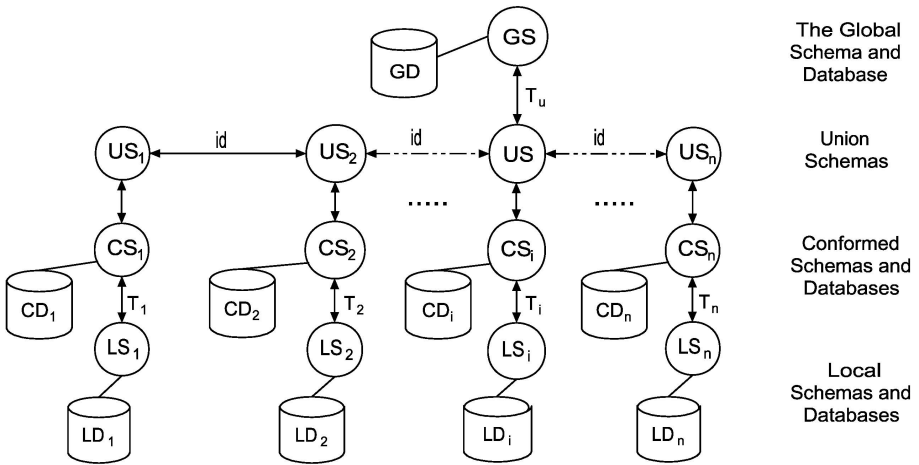 GS
The Global
Schema and
Database
GD
Tu
id
id
id
US1
US2
US
USn
Union
Schemas
.....
.....
CS1
CS2
CSi
CSn
Conformed
Schemas and
Databases
CD1
T1
CD2
T2
CDi
Ti
CDn
Tn
LS1
LS2
LSi
LSn
Local
Schemas and
Databases
LD1
LD2
LDi
LDn